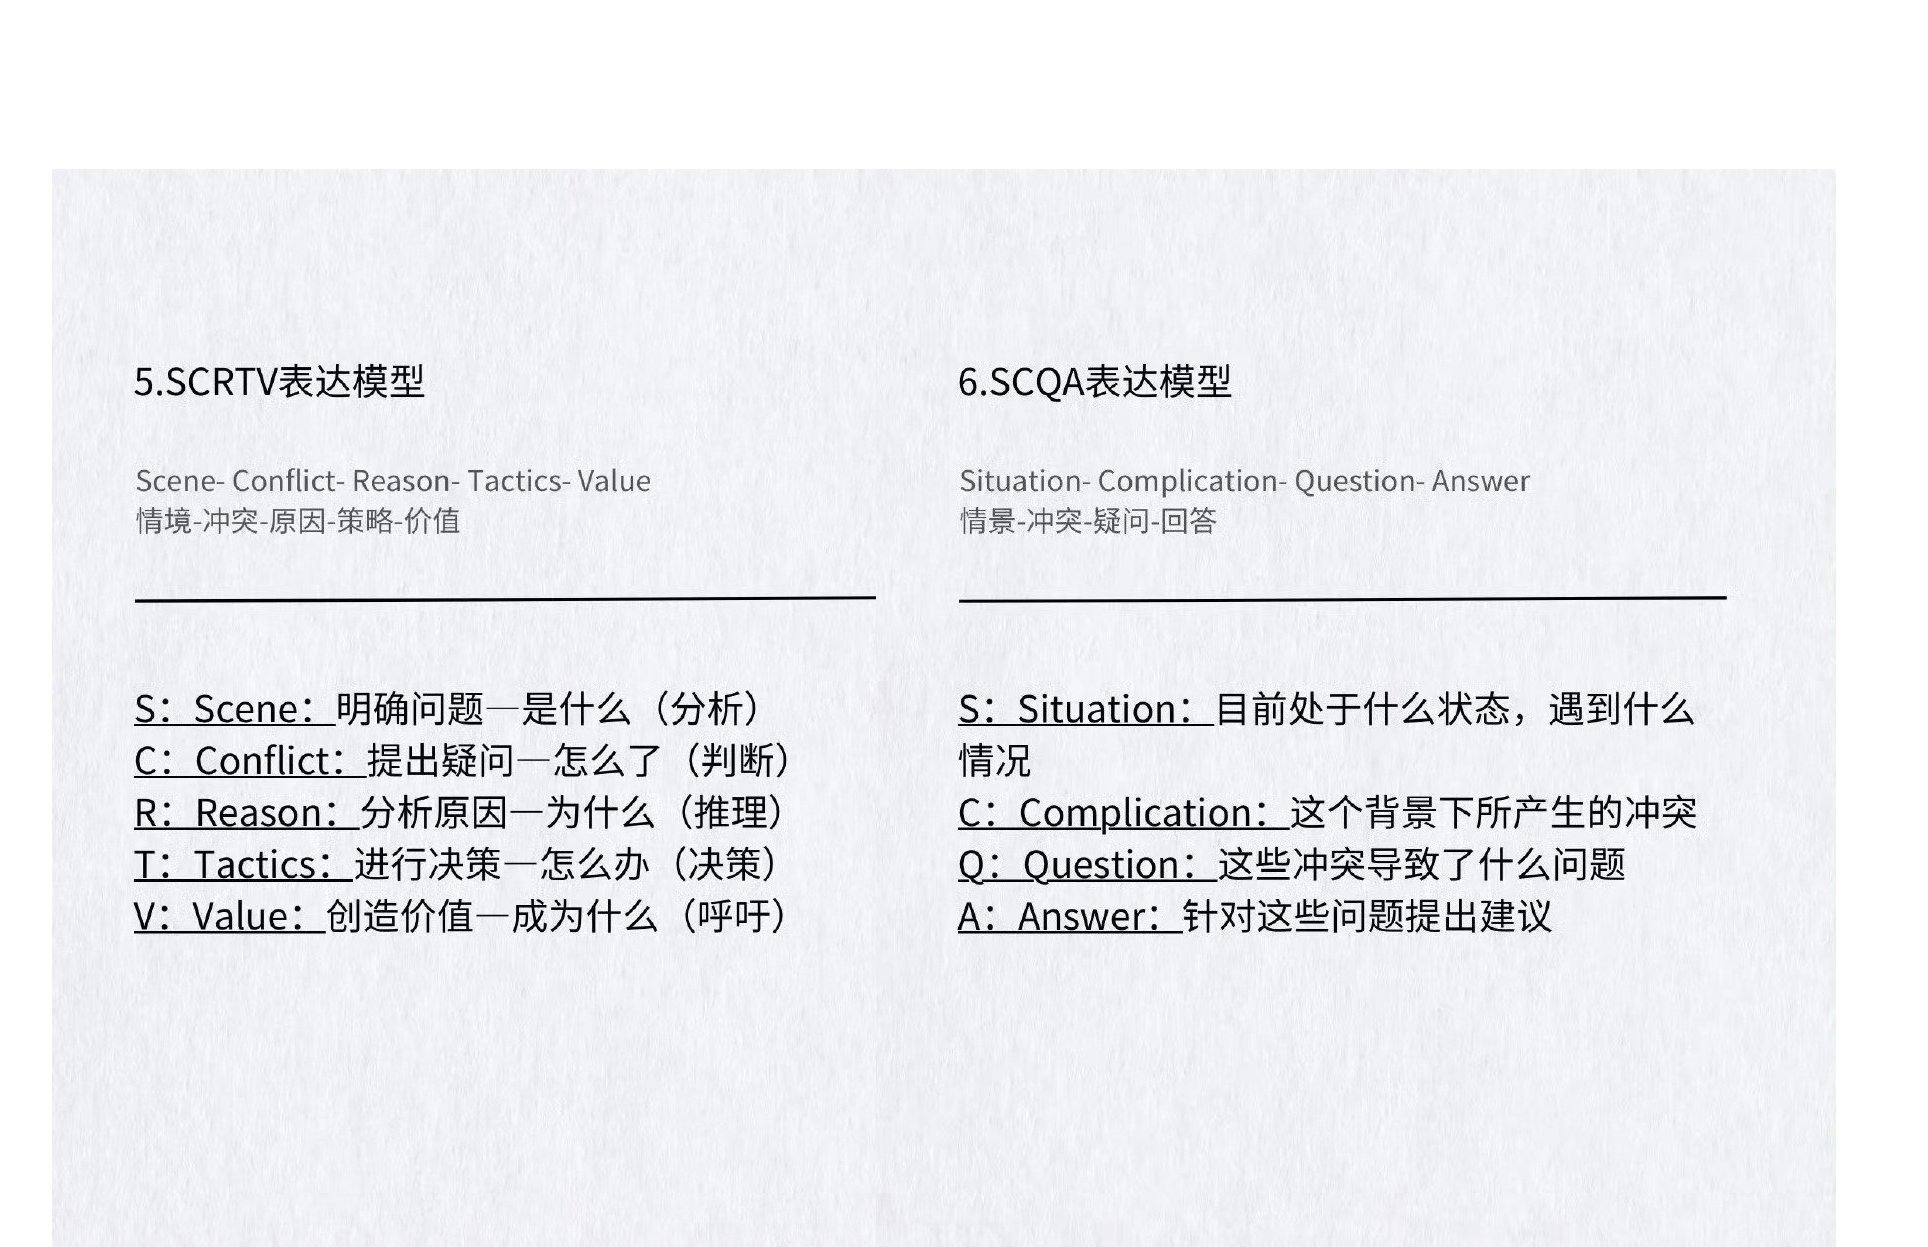 5.SCRTV表达模型
Scene- Conflict- Reason- Tactics- Value
情境-冲突-原因-策略-价值
S：Scene：明确问题—是什么（分析）
C：Conflict：提出疑问—怎么了（判断）
R：Reason：分析原因—为什么（推理）
T：Tactics：进行决策—怎么办（决策）
V：Value：创造价值—成为什么（呼吁）
6.SCQA表达模型
Situation- Complication- Question- Answer
情景-冲突-疑问-回答
S：Situation：目前处于什么状态，遇到什么
情况
C：Complication：这个背景下所产生的冲突
Q：Question：这些冲突导致了什么问题
A：Answer：针对这些问题提出建议